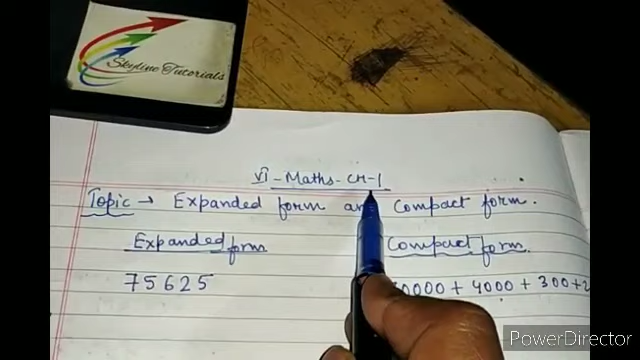 Skyline Tutorials
VI - Maths - CH-1
Topic → Expanded form and Compact form.
Expanded form Compact form
75625 0000 + 4000 + 300 + 2
PowerDirector